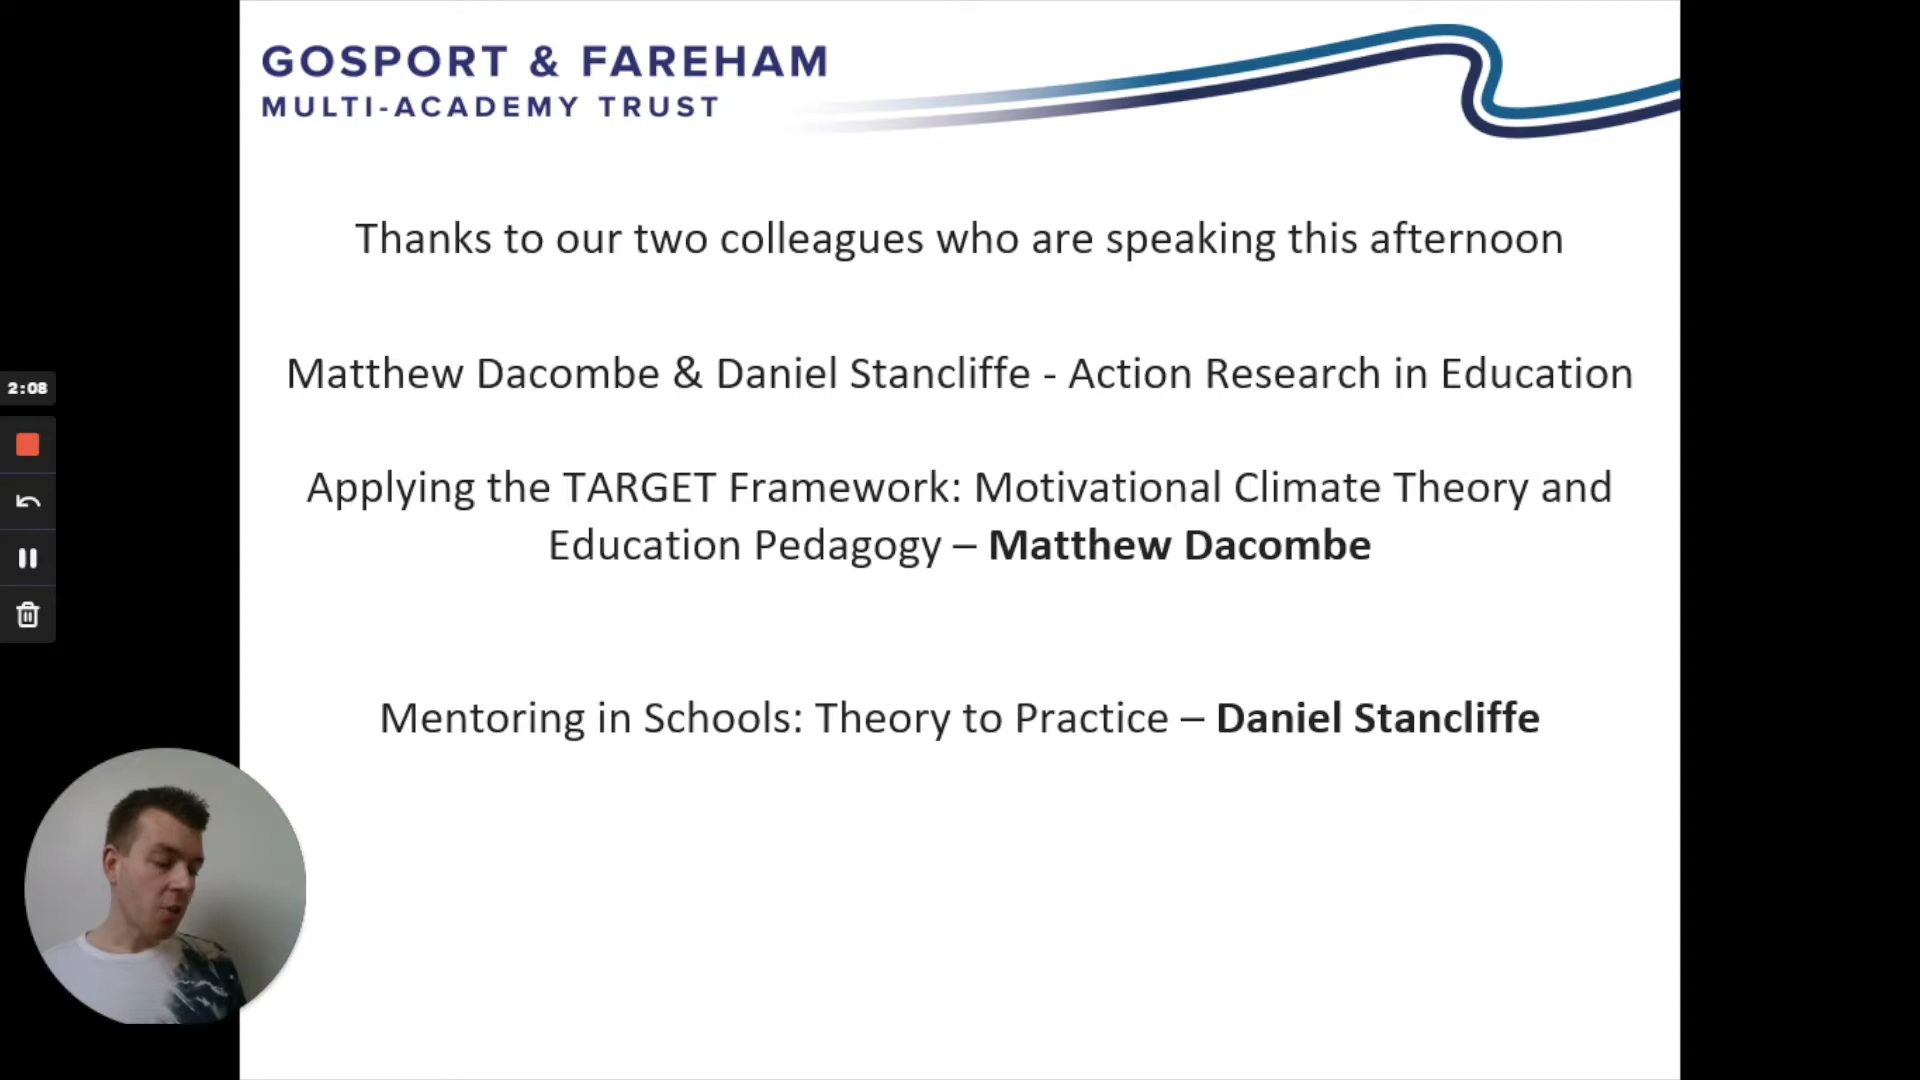 GOSPORT & FAREHAM
MULTI-ACADEMY TRUST
Thanks to our two colleagues who are speaking this afternoon
Matthew Dacombe & Daniel Stancliffe - Action Research in Education
2:08
Applying the TARGET Framework: Motivational Climate Theory and
Education Pedagogy – Matthew Dacombe
Mentoring in Schools: Theory to Practice – Daniel Stancliffe